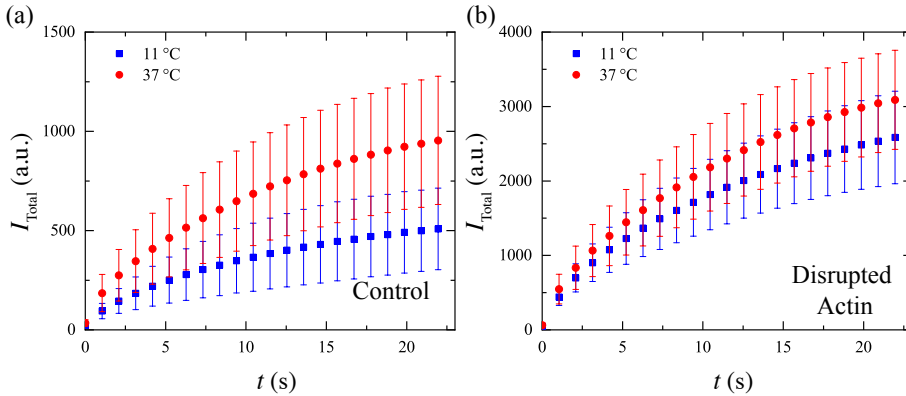 (a)
1500
1000
500
0
I_Total (a.u.)
11 °C
37 °C
Control
0 5 10 15 20
t (s)
(b)
4000
3000
2000
1000
0
I_Total (a.u.)
11 °C
37 °C
Disrupted
Actin
0 5 10 15 20
t (s)